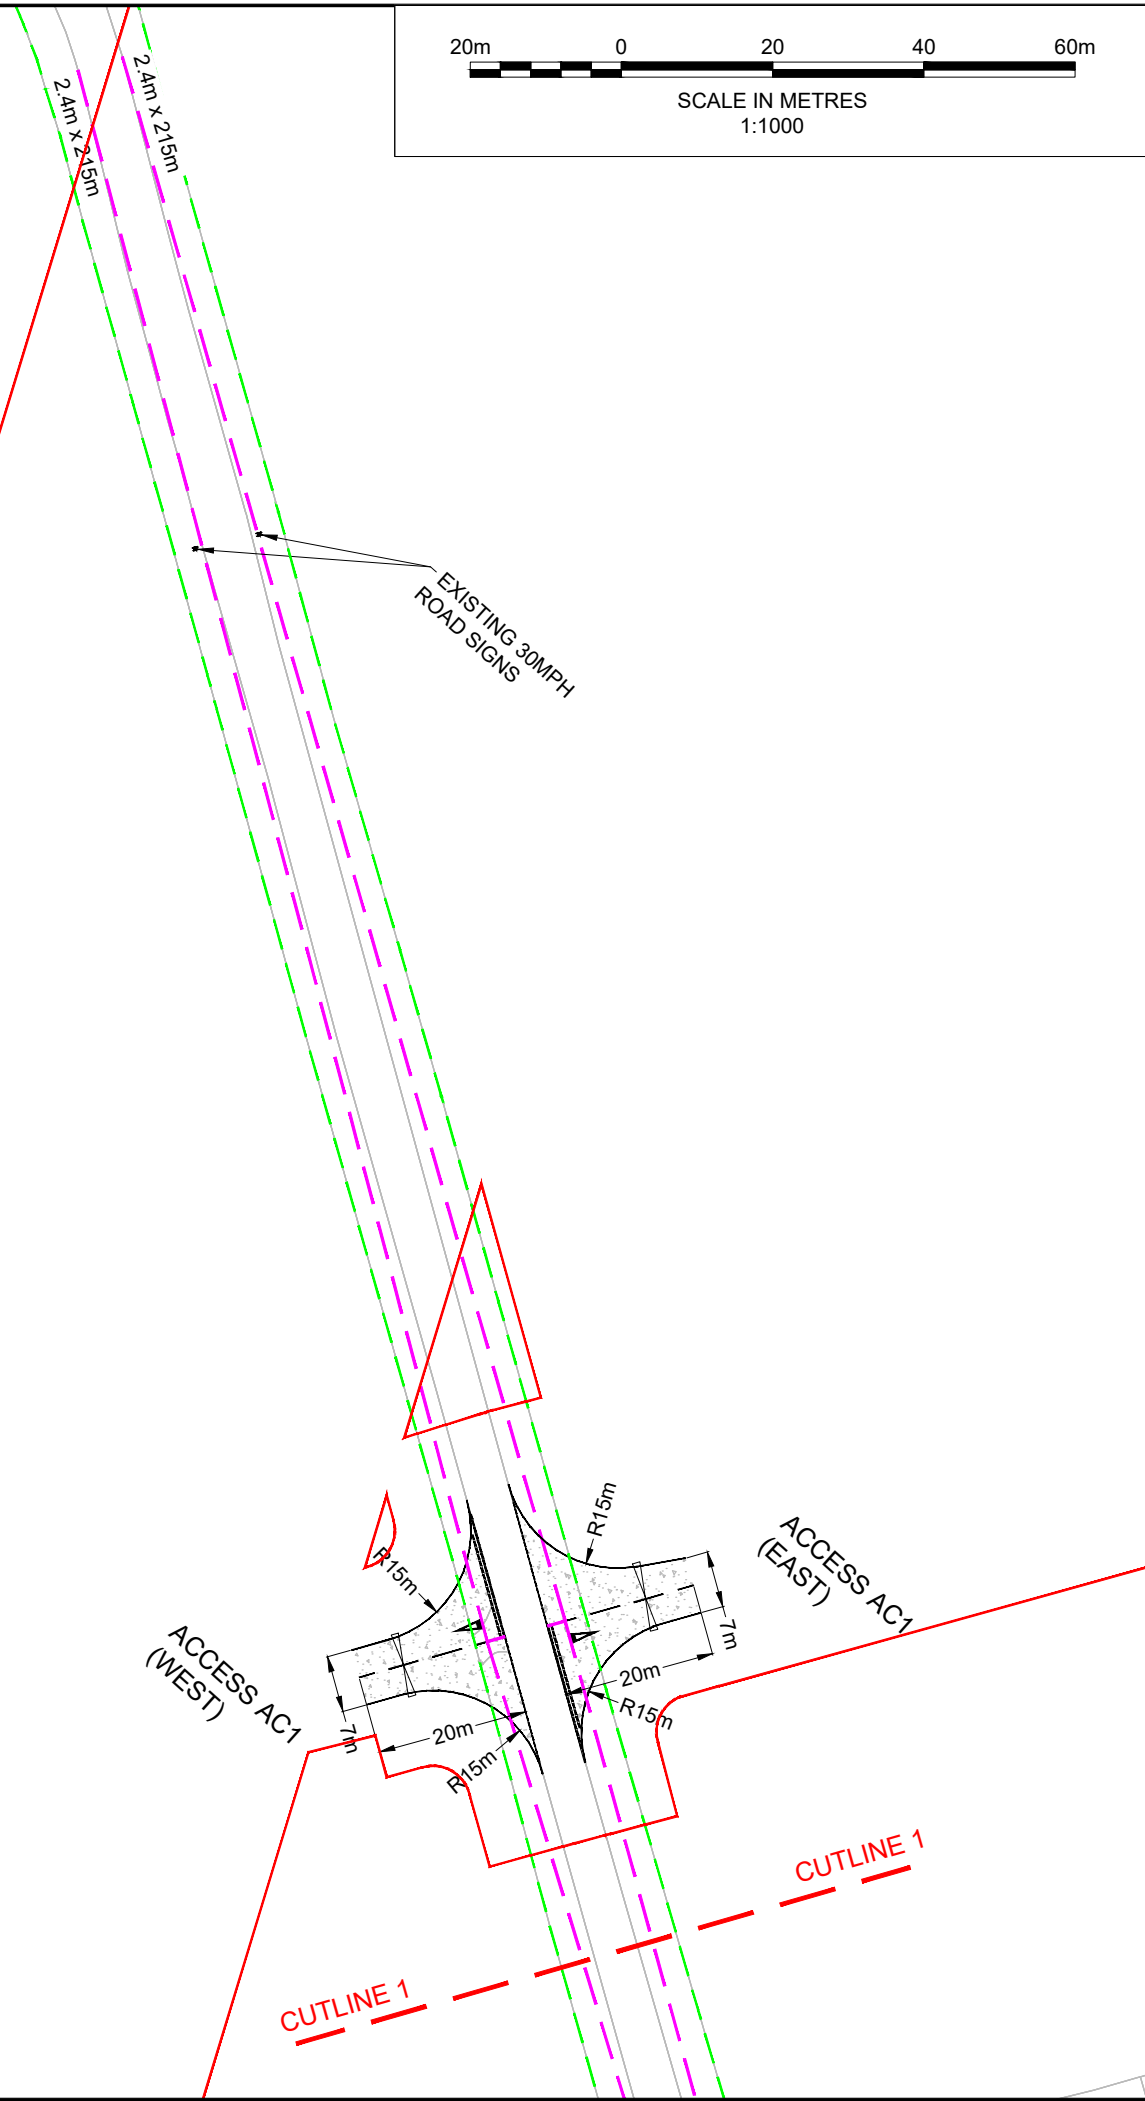 20m 0 20 40 60m
SCALE IN METRES
1:1000
2.4m x 215m
2.4m x 215m
EXISTING 30MPH
ROAD SIGNS
R15m
ACCESS AC1
(EAST)
R15m
7m
20m
R15m
ACCESS AC1
(WEST)
7m
20m
R15m
CUTLINE 1
CUTLINE 1